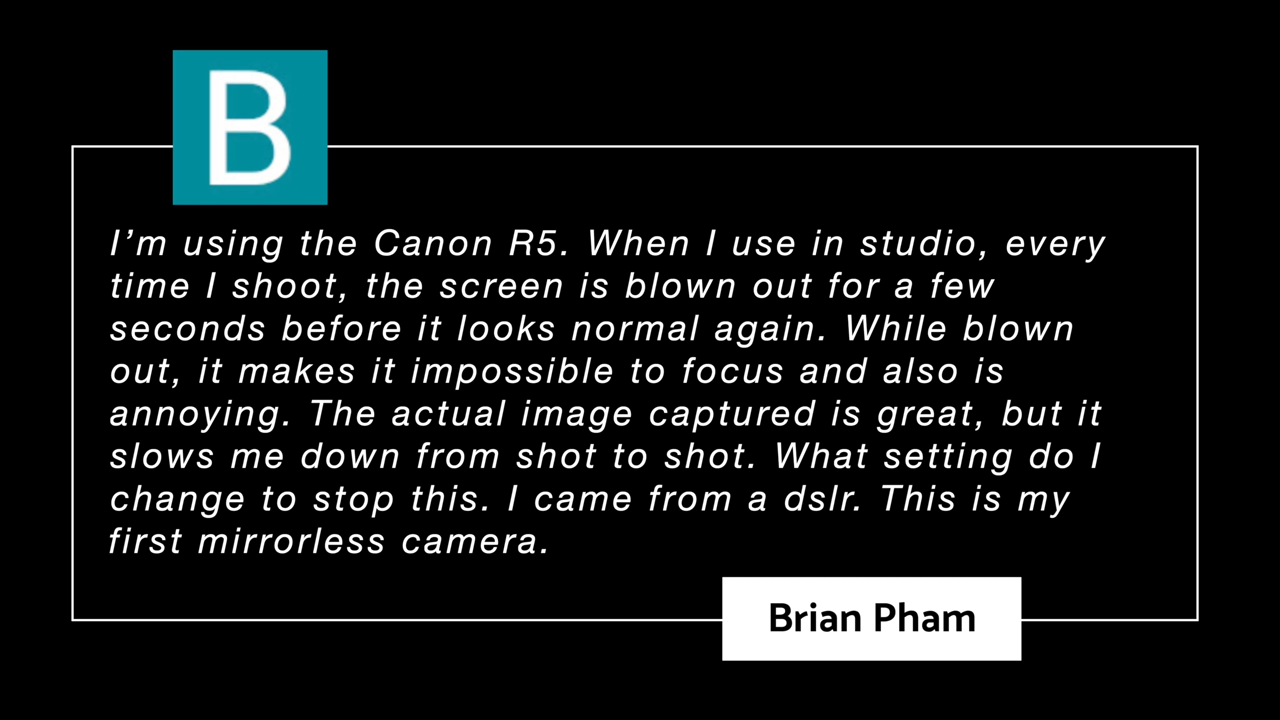 B
I’m using the Canon R5. When I use in studio, every
time I shoot, the screen is blown out for a few
seconds before it looks normal again. While blown
out, it makes it impossible to focus and also is
annoying. The actual image captured is great, but it
slows me down from shot to shot. What setting do I
change to stop this. I came from a dslr. This is my
first mirrorless camera.
Brian Pham